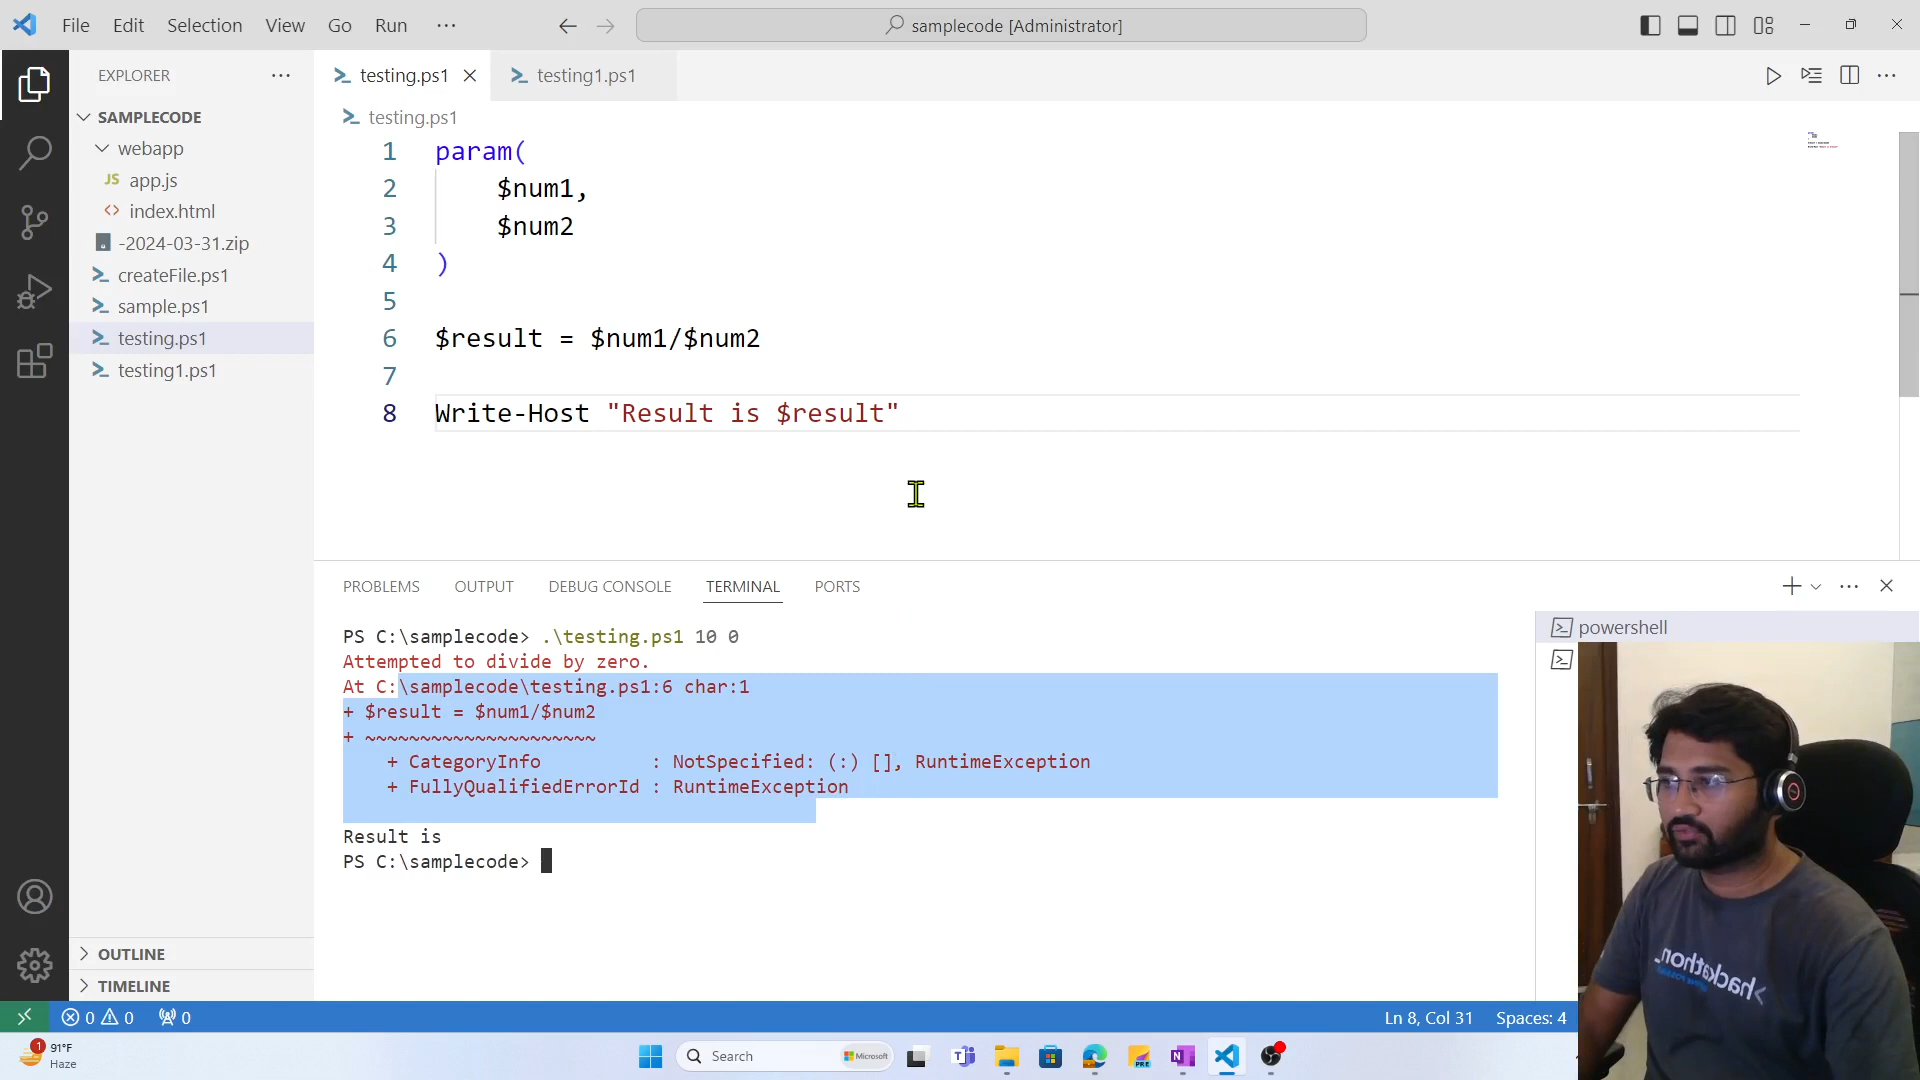 File Edit Selection View Go Run ···
samplecode [Administrator]
EXPLORER ···
SAMPLECODE
webapp
JS app.js
<> index.html
-2024-03-31.zip
createFile.ps1
sample.ps1
testing.ps1
testing1.ps1
OUTLINE
TIMELINE
testing.ps1
testing1.ps1
testing.ps1
1 param(
2 $num1,
3 $num2
4 )
5
6 $result = $num1/$num2
7
8 Write-Host "Result is $result"
PROBLEMS OUTPUT DEBUG CONSOLE TERMINAL PORTS
PS C:\samplecode> .\testing.ps1 10 0
Attempted to divide by zero.
At C:\samplecode\testing.ps1:6 char:1
+ $result = $num1/$num2
+ ~~~~~~~~~~~~~~~~~~~~~
+ CategoryInfo : NotSpecified: (:) [], RuntimeException
+ FullyQualifiedErrorId : RuntimeException
Result is
PS C:\samplecode>
powershell
>hackathon_
0 0 0
Ln 8, Col 31 Spaces: 4
1
91°F
Haze
Search
Microsoft
PRE